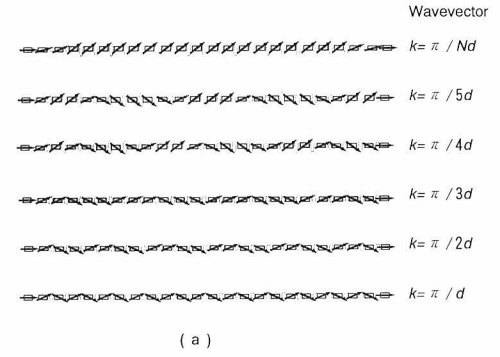 Wavevector
k= π / Nd
k= π / 5d
k= π / 4d
k= π / 3d
k= π / 2d
k= π / d
( a )